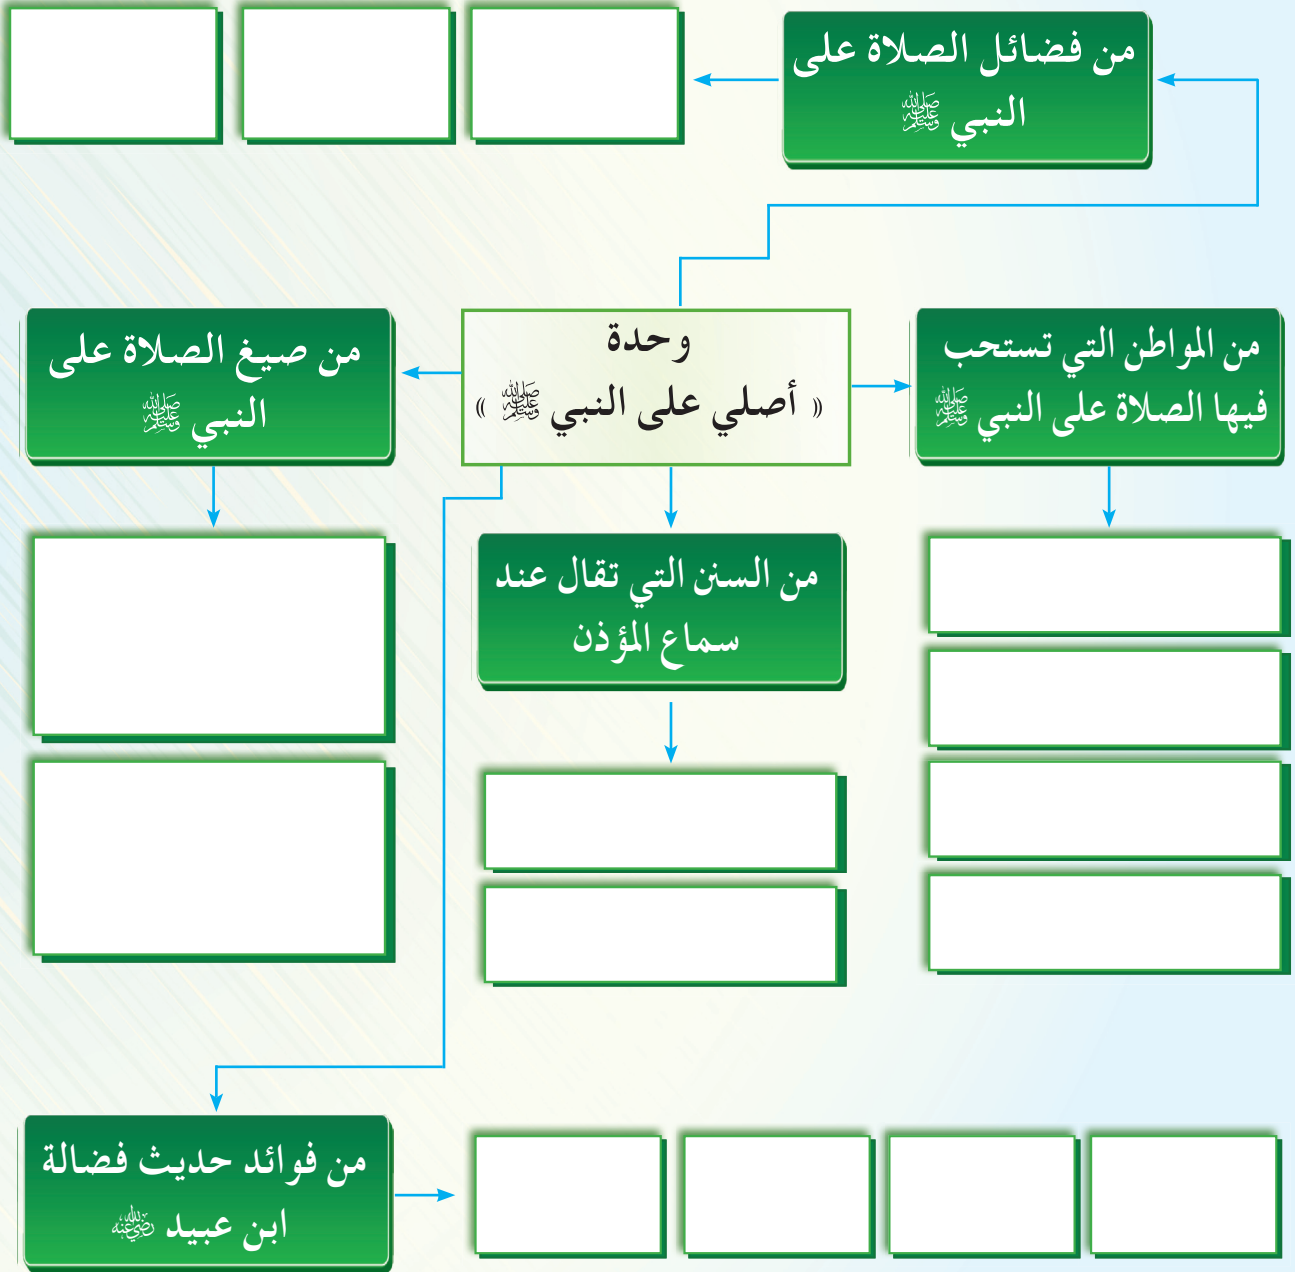 من فضائل الصلاة على
النبي ﷺ
من المواطن التي تستحب
فيها الصلاة على النبي ﷺ
وحدة
« أصلي على النبي ﷺ »
من صيغ الصلاة على
النبي ﷺ
من السنن التي تقال عند
سماع المؤذن
من فوائد حديث فضالة
ابن عبيد رضي الله عنه